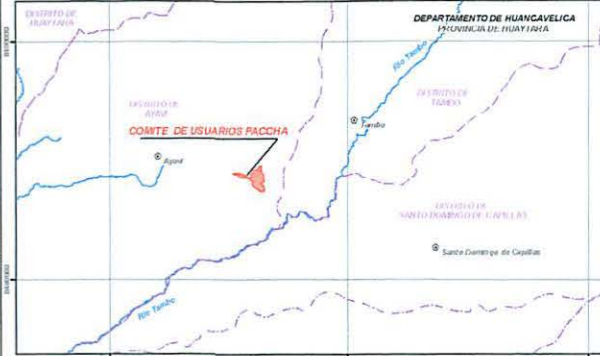 DISTRITO DE
HUAYTARA
DEPARTAMENTO DE HUANCAVELICA
PROVINCIA DE HUAYTARA
Río Tambo
DISTRITO DE
TAMBO
DISTRITO DE
AYAVI
COMITE DE USUARIOS PACCHA
Tambo
Ayavi
DISTRITO DE
SANTO DOMINGO DE CAPILLAS
Santo Domingo de Capillas
Río Tambo